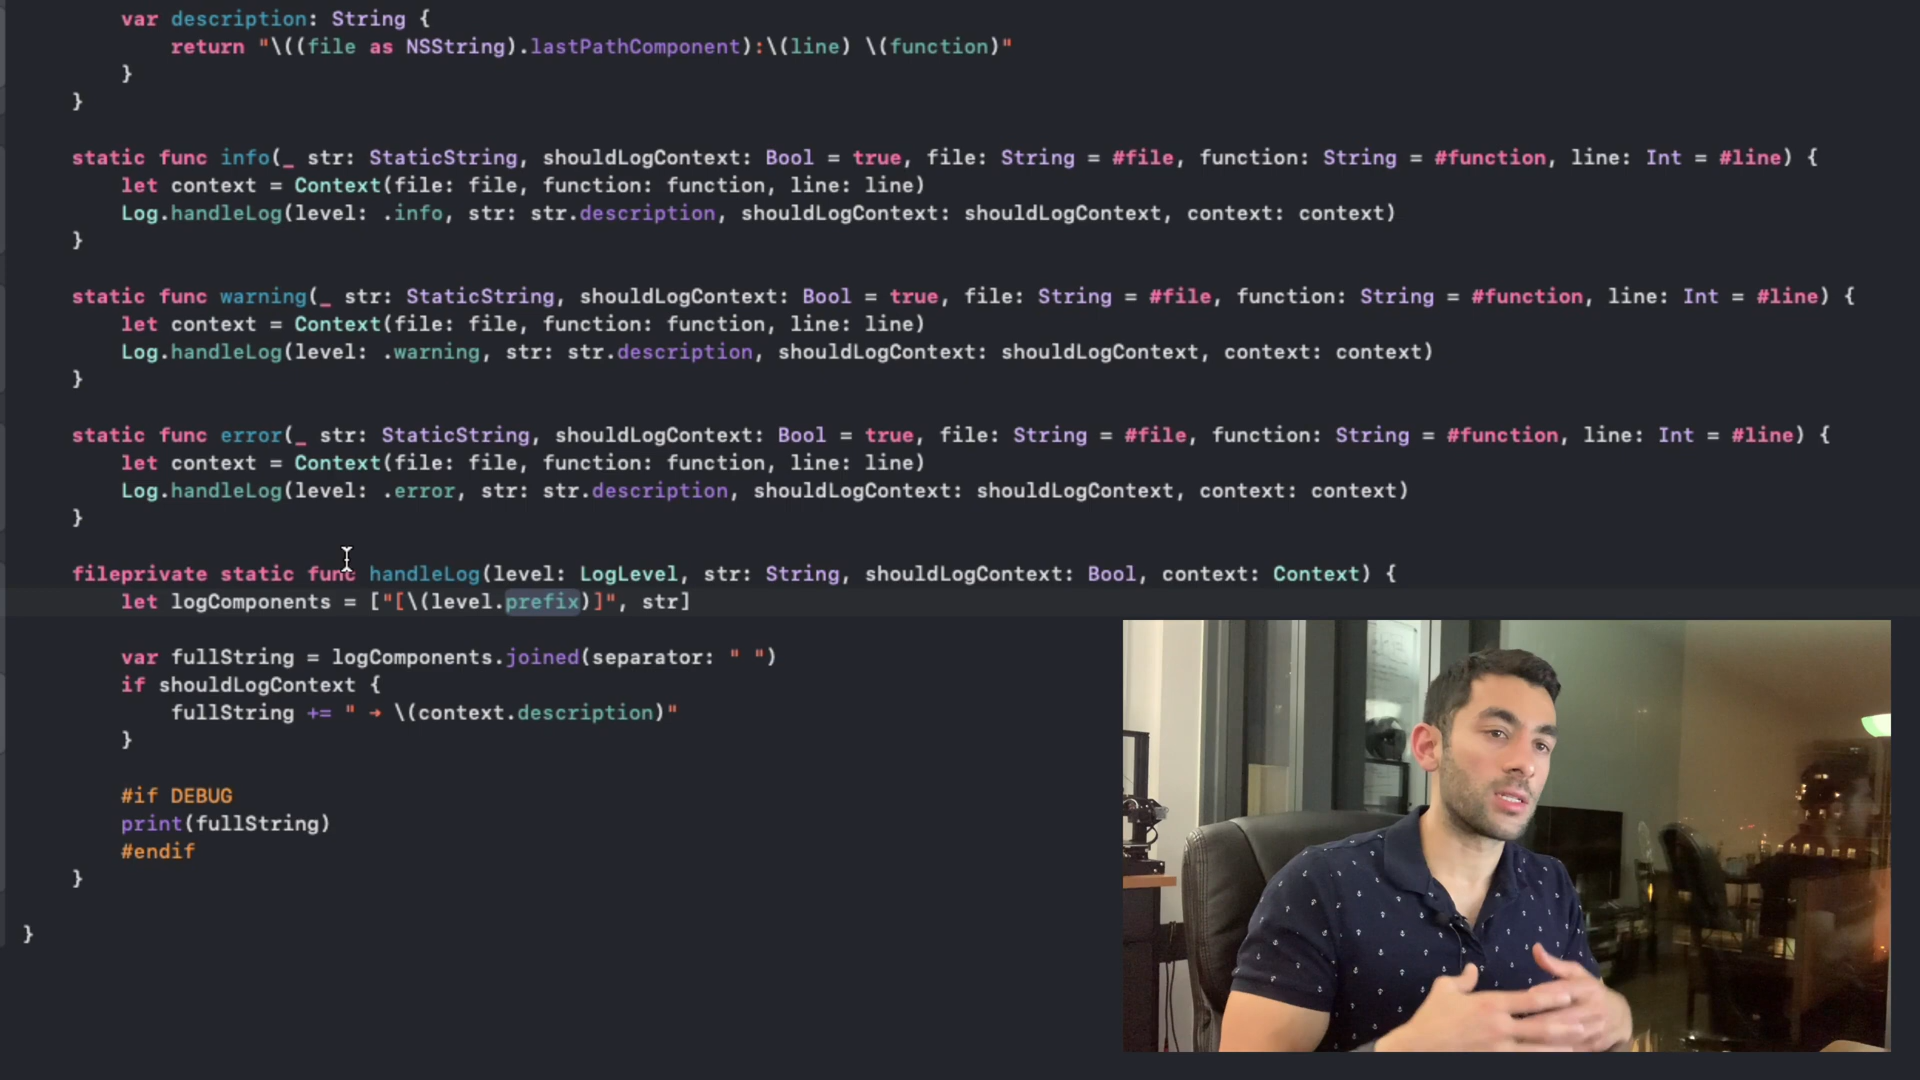 var description: String {
return "\((file as NSString).lastPathComponent):\(line) \(function)"
}
}
static func info(_ str: StaticString, shouldLogContext: Bool = true, file: String = #file, function: String = #function, line: Int = #line) {
let context = Context(file: file, function: function, line: line)
Log.handleLog(level: .info, str: str.description, shouldLogContext: shouldLogContext, context: context)
}
static func warning(_ str: StaticString, shouldLogContext: Bool = true, file: String = #file, function: String = #function, line: Int = #line) {
let context = Context(file: file, function: function, line: line)
Log.handleLog(level: .warning, str: str.description, shouldLogContext: shouldLogContext, context: context)
}
static func error(_ str: StaticString, shouldLogContext: Bool = true, file: String = #file, function: String = #function, line: Int = #line) {
let context = Context(file: file, function: function, line: line)
Log.handleLog(level: .error, str: str.description, shouldLogContext: shouldLogContext, context: context)
}
fileprivate static func handleLog(level: LogLevel, str: String, shouldLogContext: Bool, context: Context) {
let logComponents = ["[\(level.prefix)]", str]
var fullString = logComponents.joined(separator: " ")
if shouldLogContext {
fullString += " → \(context.description)"
}
#if DEBUG
print(fullString)
#endif
}
}